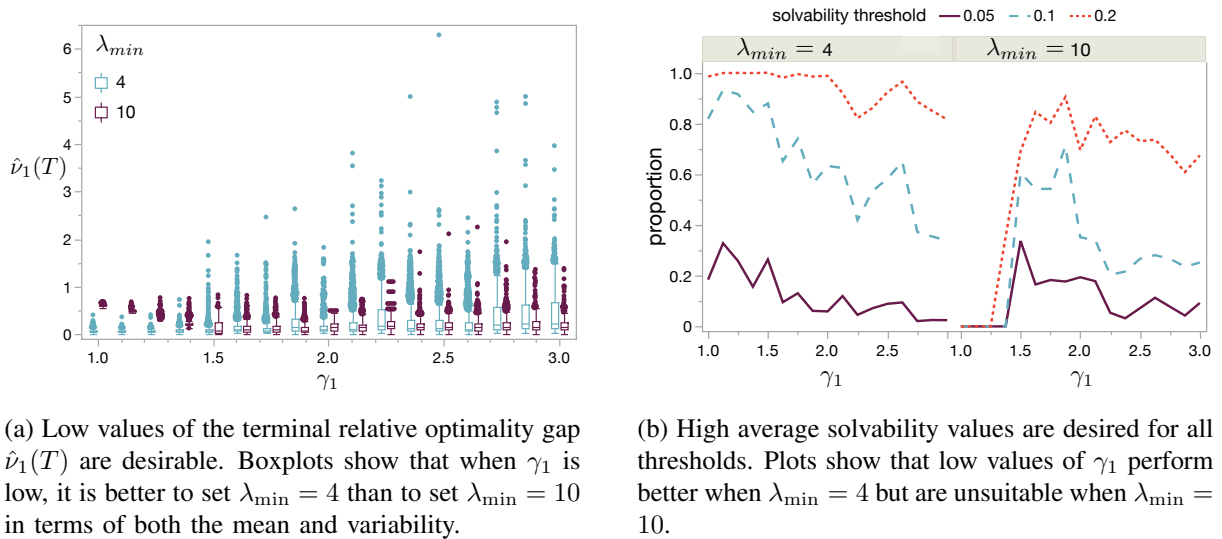 λmin
4
10
6
5
4
3
2
1
0
ν̂1(T)
1.0 1.5 2.0 2.5 3.0
γ1
solvability threshold 0.05 0.1 0.2
λmin = 4 λmin = 10
1.0
0.8
0.6
0.4
0.2
0
proportion
1.0 1.5 2.0 2.5 1.0 1.5 2.0 2.5 3.0
γ1 γ1
(a) Low values of the terminal relative optimality gap
ν̂1(T) are desirable. Boxplots show that when γ1 is
low, it is better to set λmin = 4 than to set λmin = 10
in terms of both the mean and variability.
(b) High average solvability values are desired for all
thresholds. Plots show that low values of γ1 perform
better when λmin = 4 but are unsuitable when λmin =
10.